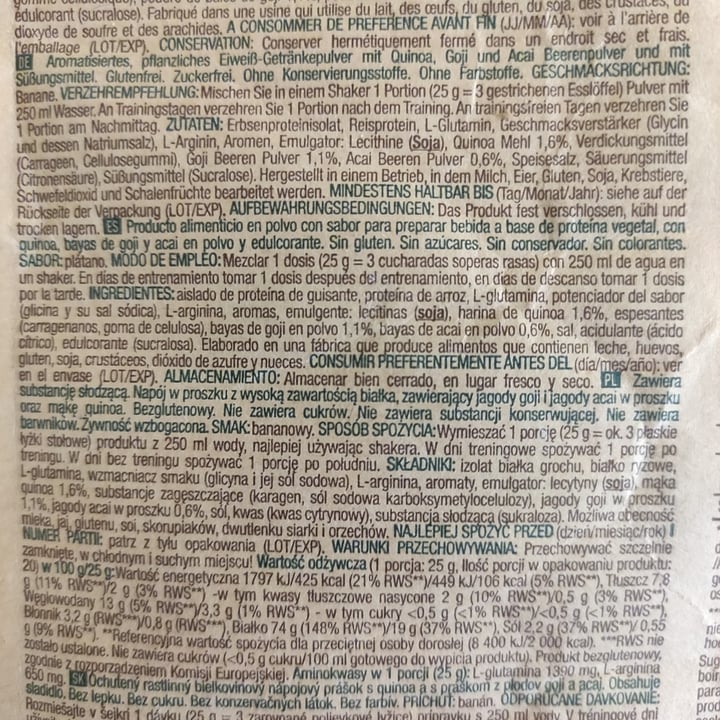 édulcorant (sucralose). Fabriqué dans une usine qui utilise du lait, des œufs, du gluten, du soja, des crustacés, du
dioxyde de soufre et des arachides. A CONSOMMER DE PREFERENCE AVANT FIN (JJ/MM/AA): voir à l'arrière de
l'emballage (LOT/EXP). CONSERVATION: Conserver hermétiquement fermé dans un endroit sec et frais.
DE Aromatisiertes, pflanzliches Eiweiß-Getränkepulver mit Quinoa, Goji und Acai Beerenpulver und mit
Süßungsmittel. Glutenfrei. Zuckerfrei. Ohne Konservierungsstoffe. Ohne Farbstoffe. GESCHMACKSRICHTUNG:
Banane. VERZEHREMPFEHLUNG: Mischen Sie in einem Shaker 1 Portion (25 g = 3 gestrichenen Esslöffel) Pulver mit
250 ml Wasser. An Trainingstagen verzehren Sie 1 Portion nach dem Training. An trainingsfreien Tagen verzehren Sie
1 Portion am Nachmittag. ZUTATEN: Erbsenproteinisolat, Reisprotein, L-Glutamin, Geschmacksverstärker (Glycin
und dessen Natriumsalz), L-Arginin, Aromen, Emulgator: Lecithine (Soja), Quinoa Mehl 1,6%, Verdickungsmittel
(Carrageen, Cellulosegummi), Goji Beeren Pulver 1,1%, Acai Beeren Pulver 0,6%, Speisesalz, Säuerungsmittel
(Citronensäure), Süßungsmittel (Sucralose). Hergestellt in einem Betrieb, in dem Milch, Eier, Gluten, Soja, Krebstiere,
Schwefeldioxid und Schalenfrüchte bearbeitet werden. MINDESTENS HALTBAR BIS (Tag/Monat/Jahr): siehe auf der
Rückseite der Verpackung (LOT/EXP). AUFBEWAHRUNGSBEDINGUNGEN: Das Produkt fest verschlossen, kühl und
trocken lagern. ES Producto alimenticio en polvo con sabor para preparar bebida a base de proteína vegetal, con
quinoa, bayas de goji y acai en polvo y edulcorante. Sin gluten. Sin azúcares. Sin conservador. Sin colorantes.
SABOR: plátano. MODO DE EMPLEO: Mezclar 1 dosis (25 g = 3 cucharadas soperas rasas) con 250 ml de agua en
un shaker. En días de entrenamiento tomar 1 dosis después del entrenamiento, en días de descanso tomar 1 dosis
por la tarde. INGREDIENTES: aislado de proteína de guisante, proteína de arroz, L-glutamina, potenciador del sabor
(glicina y su sal sódica), L-arginina, aromas, emulgente: lecitinas (soja), harina de quinoa 1,6%, espesantes
(carragenanos, goma de celulosa), bayas de goji en polvo 1,1%, bayas de acai en polvo 0,6%, sal, acidulante (ácido
cítrico), edulcorante (sucralosa). Elaborado en una fábrica que produce alimentos que contienen leche, huevos,
gluten, soja, crustáceos, dióxido de azufre y nueces. CONSUMIR PREFERENTEMENTE ANTES DEL (día/mes/año): ver
en el envase (LOT/EXP). ALMACENAMIENTO: Almacenar bien cerrado, en lugar fresco y seco. PL Zawiera
substancję słodzącą. Napój w proszku z wysoką zawartością białka, zawierający jagody goji i jagody acai w proszku
oraz mąkę quinoa. Bezglutenowy. Nie zawiera cukrów. Nie zawiera substancji konserwującej. Nie zawiera
barwników. Żywność wzbogacona. SMAK: bananowy. SPOSÓB SPOŻYCIA: Wymieszać 1 porcję (25 g = ok. 3 płaskie
łyżki stołowe) produktu z 250 ml wody, najlepiej używając shakera. W dni treningowe spożywać 1 porcję po
treningu. W dni bez treningu spożywać 1 porcję po południu. SKŁADNIKI: izolat białka grochu, białko ryżowe,
L-glutamina, wzmacniacz smaku (glicyna i jej sól sodowa), L-arginina, aromaty, emulgator: lecytyny (soja), mąka
quinoa 1,6%, substancje zagęszczające (karagen, sól sodowa karboksymetylocelulozy), jagody goji w proszku
1,1%, jagody acai w proszku 0,6%, sól, kwas (kwas cytrynowy), substancja słodząca (sukraloza). Możliwa obecność
mleka, jaj, glutenu, soi, skorupiaków, dwutlenku siarki i orzechów. NAJLEPIEJ SPOŻYĆ PRZED (dzień/miesiąc/rok) I
NUMER PARTII: patrz z tyłu opakowania (LOT/EXP). WARUNKI PRZECHOWYWANIA: Przechowywać szczelnie
zamknięte, w chłodnym i suchym miejscu! Wartość odżywcza (1 porcja: 25 g, Ilość porcji w opakowaniu produktu:
20) w 100 g/25 g: Wartość energetyczna 1797 kJ/425 kcal (21% RWS**)/449 kJ/106 kcal (5% RWS**), Tłuszcz 7,8
g (11% RWS**)/2 g (3% RWS**) -w tym kwasy tłuszczowe nasycone 2 g (10% RWS**)/0,5 g (3% RWS**),
Węglowodany 13 g (5% RWS**)/3,3 g (1% RWS**) - w tym cukry <0,5 g (<1% RWS**)/<0,5 g (<1% RWS**),
Błonnik 3,2 g (RWS***)/0,8 g (RWS***), Białko 74 g (148% RWS**)/19 g (37% RWS**), Sól 2,2 g (37% RWS**)/ 0,55
g (9% RWS**). **Referencyjna wartość spożycia dla przeciętnej osoby dorosłej (8 400 kJ/2 000 kcal). ***RWS nie
zostało ustalone. Nie zawiera cukrów (<0,5 g cukru/100 ml gotowego do wypicia produktu). Produkt bezglutenowy,
zgodnie z rozporządzeniem Komisji Europejskiej. Aminokwasy w 1 porcji (25 g): L-glutamina 1390 mg, L-arginina
650 mg. SK Ochutený rastlinný bielkovinový nápojový prášok s quinoa a s práškom z plodov goji a acai. Obsahuje
sladidlo. Bez lepku. Bez cukru. Bez konzervačných látok. Bez farbív. PRÍCHUŤ: banán. ODPORÚČANÉ DÁVKOVANIE:
Rozmiešajte v šejkri 1 dávku (25 g = 3 zarovnané polievkové lyžice) prípravku s 250 ml vody. V tréningové dni